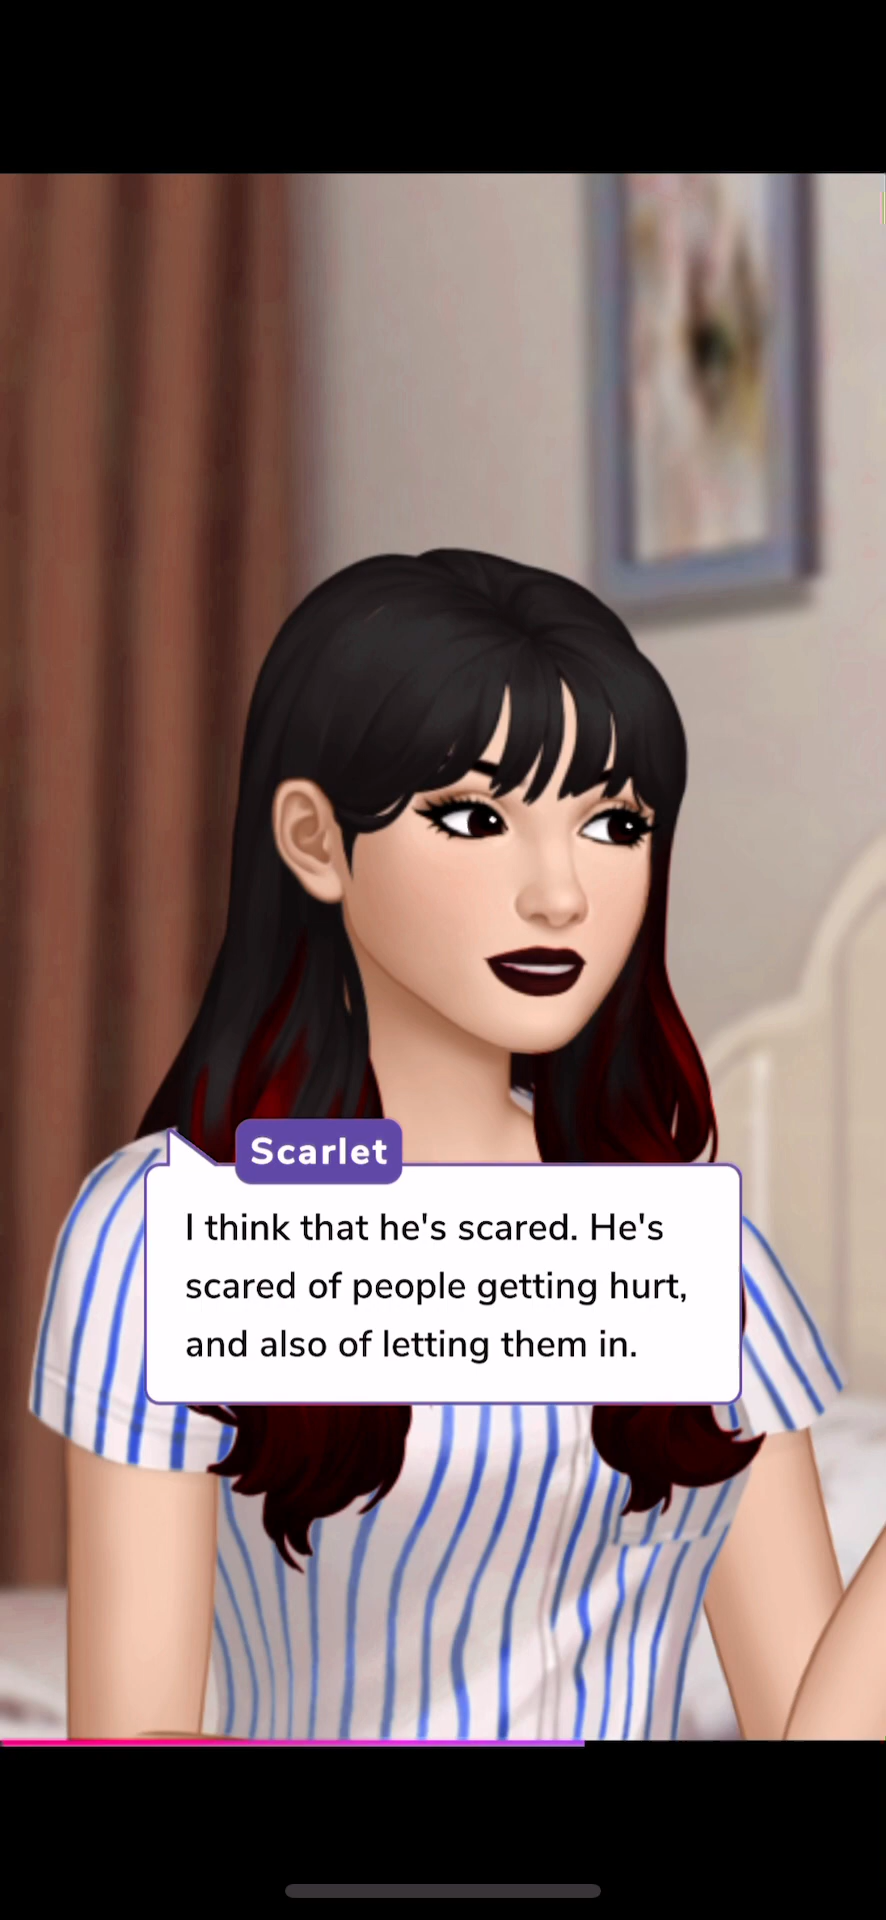 Scarlet
I think that he's scared. He's
scared of people getting hurt,
and also of letting them in.